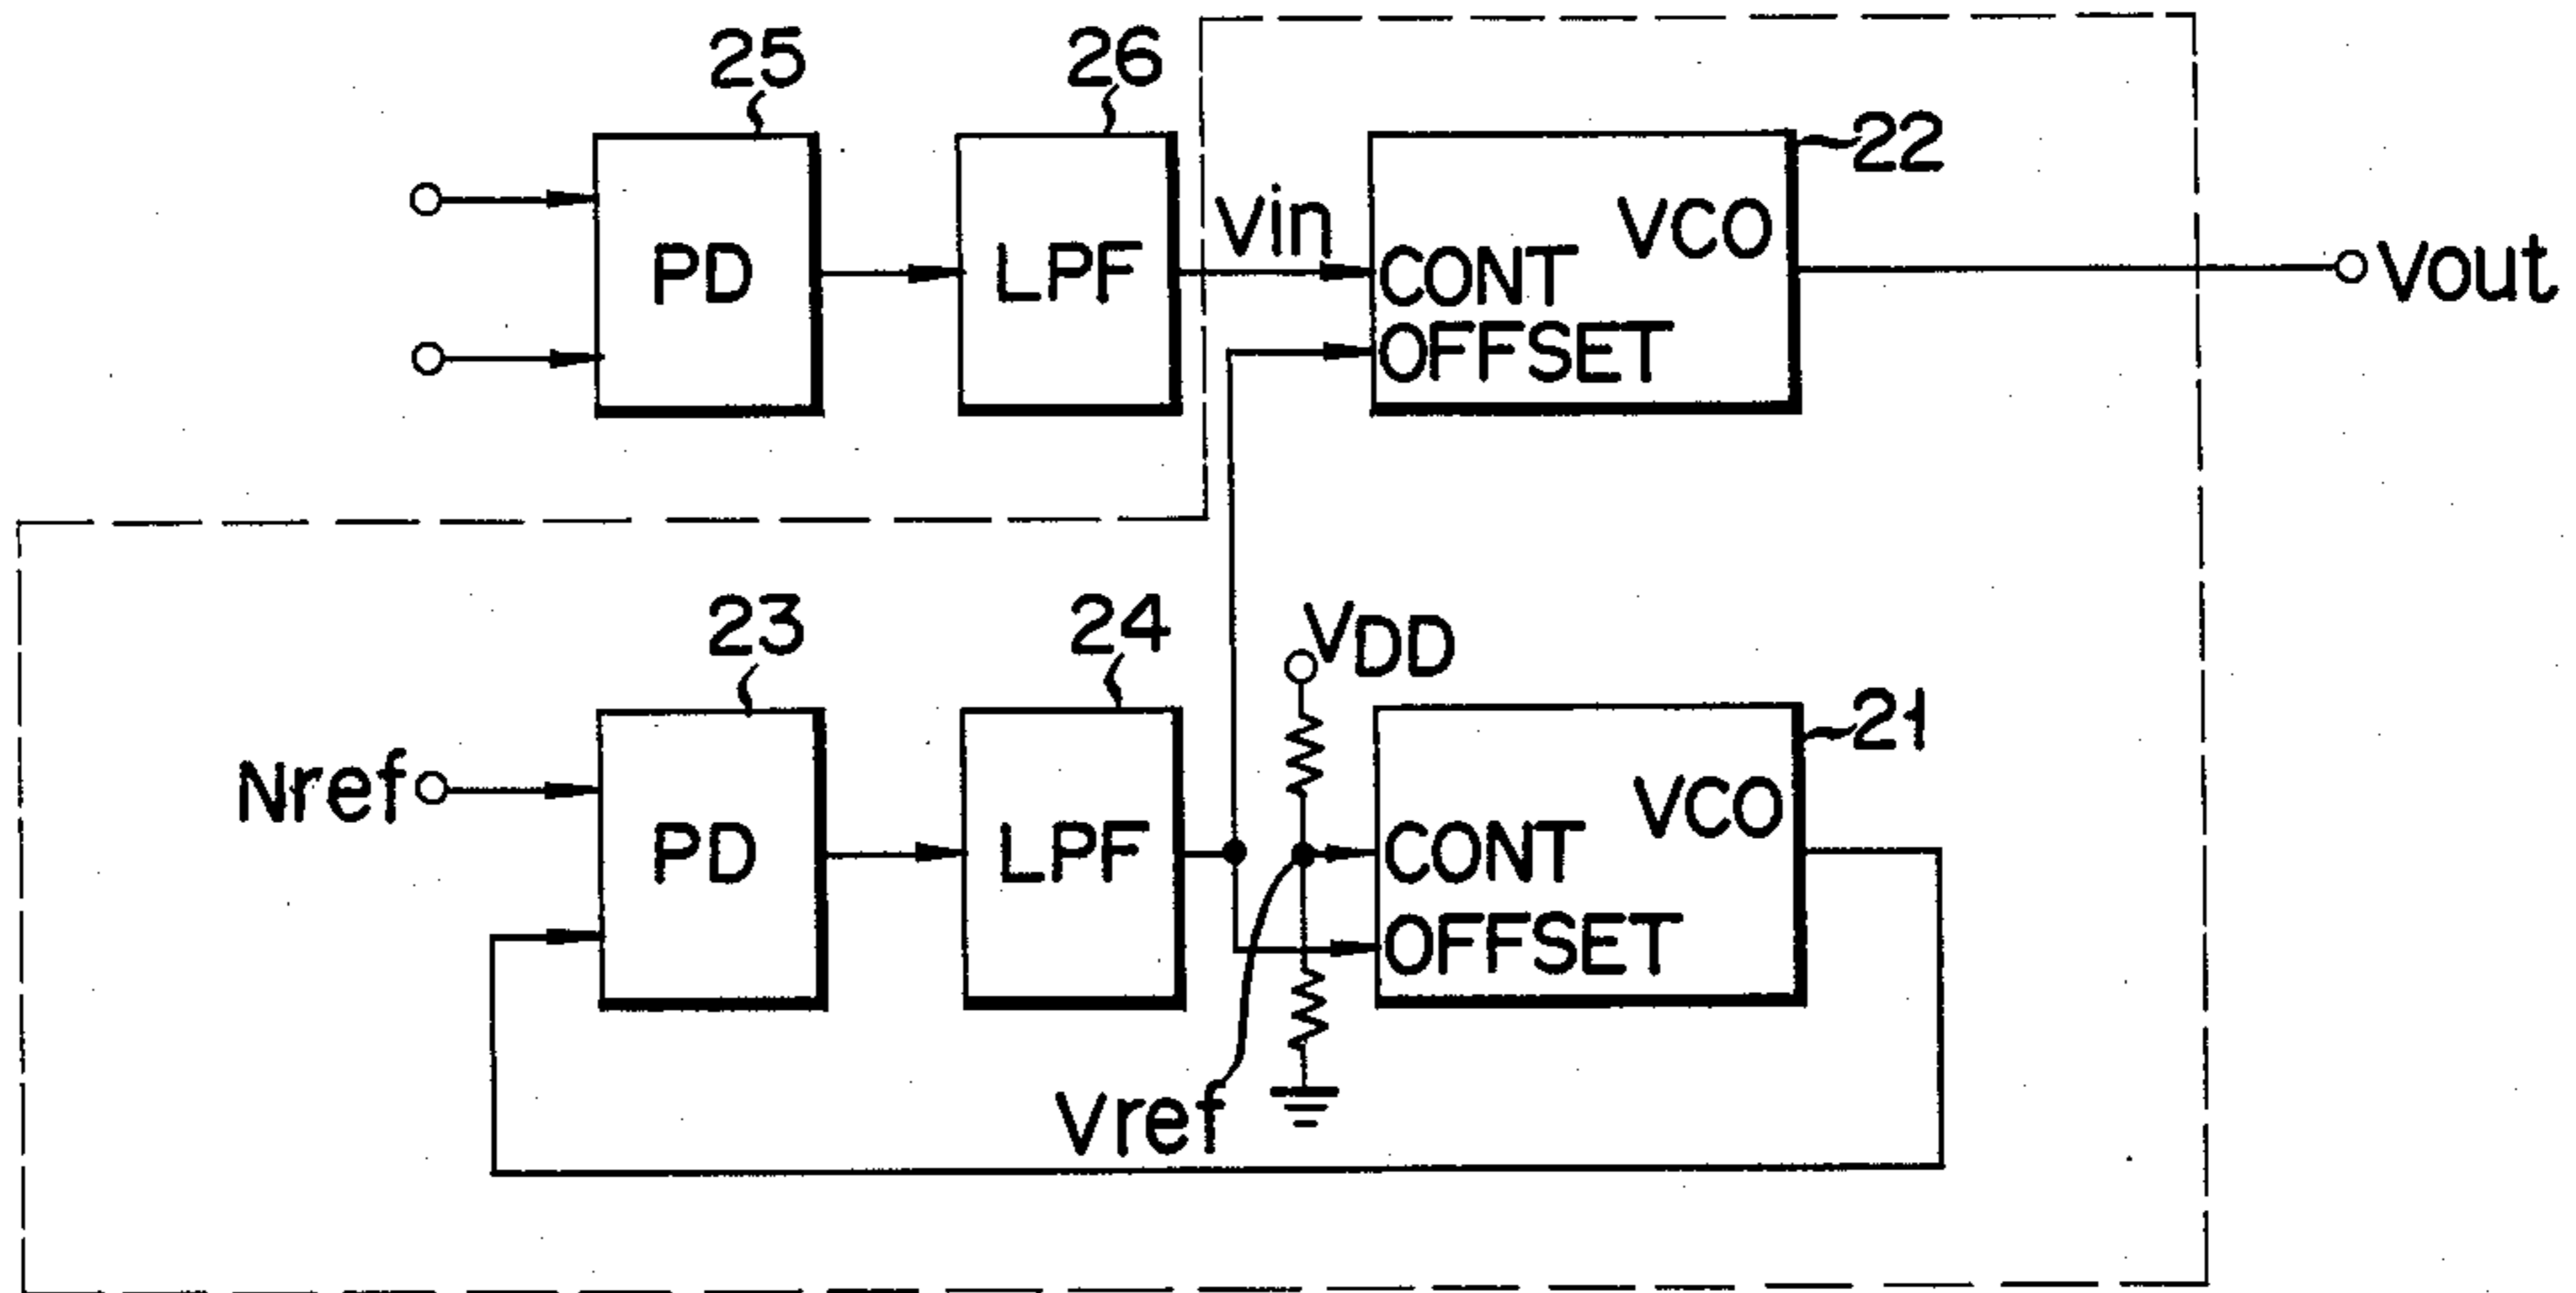 25
26
22
PD
LPF
Vin
CONT
VCO
OFFSET
Vout
23
24
VDD
21
Nref
PD
LPF
CONT
VCO
OFFSET
Vref